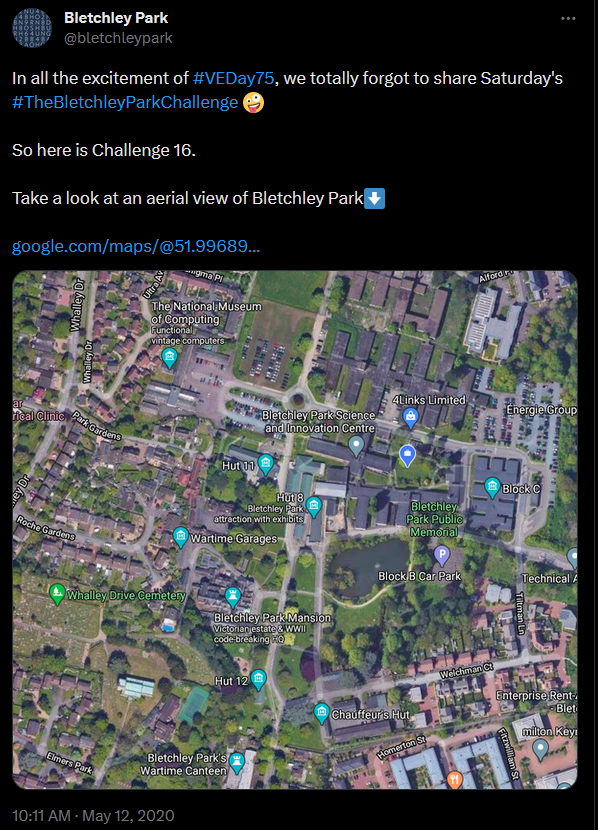 Bletchley Park
@bletchleypark
In all the excitement of #VEDay75, we totally forgot to share Saturday's
#TheBletchleyParkChallenge 🤪
So here is Challenge 16.
Take a look at an aerial view of Bletchley Park⬇️
google.com/maps/@51.99689...
Whalley Dr
Ultra Av
nigma Pl
Alford Pl
The National Museum
of Computing
Functional
vintage computers
Whalley Dr
4Links Limited
Energie Group
ar
rical Clinic
Park Gardens
Bletchley Park Science
and Innovation Centre
Hut 11
ey Dr
Block C
Hut 8
Bletchley Park
attraction with exhibits
Bletchley
Park Public
Memorial
Roche Gardens
Wartime Garages
Block B Car Park
Technical A
Whalley Drive Cemetery
Tiltman Ln
Bletchley Park Mansion
Victorian estate & WWII
code-breaking HQ
Welchman Ct
Hut 12
Enterprise Rent-
Blet
Chauffeur's Hut
milton Key
Homerton St
Fitzwilliam St
Elmers Park
Bletchley Park's
Wartime Canteen
10:11 AM · May 12, 2020